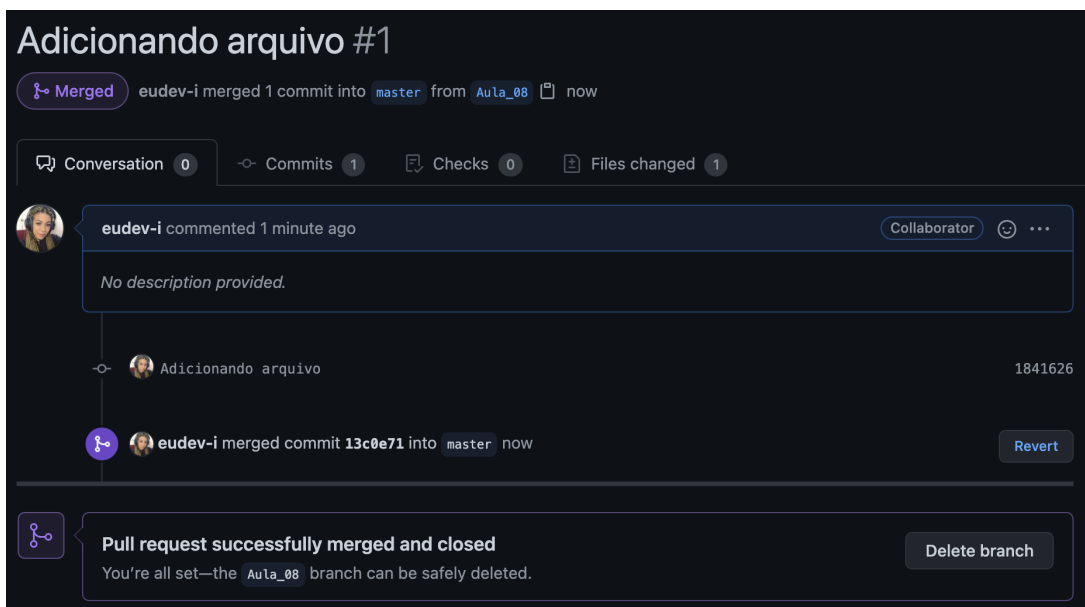 Adicionando arquivo #1
Merged eudev-i merged 1 commit into master from Aula_08 now
Conversation 0 Commits 1 Checks 0 Files changed 1
eudev-i commented 1 minute ago Collaborator
No description provided.
Adicionando arquivo 1841626
eudev-i merged commit 13c0e71 into master now Revert
Pull request successfully merged and closed
You're all set—the Aula_08 branch can be safely deleted.
Delete branch